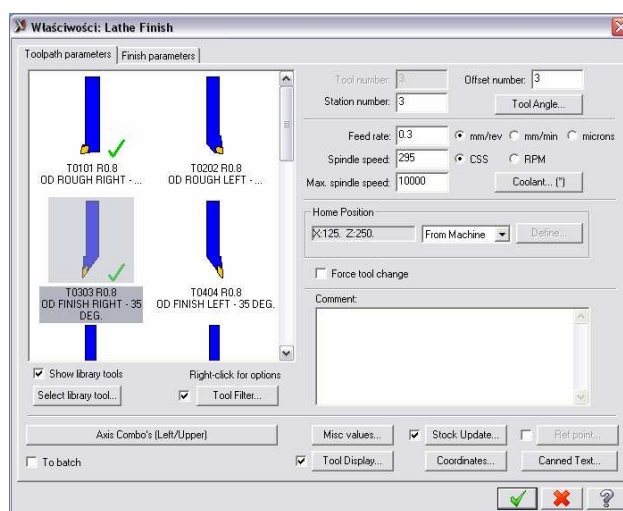 Właściwości: Lathe Finish
Toolpath parameters
Finish parameters
T0101 R0.8
OD ROUGH RIGHT - ...
T0202 R0.8
OD ROUGH LEFT - ...
T0303 R0.8
OD FINISH RIGHT - 35 DEG.
T0404 R0.8
OD FINISH LEFT - 35 DEG.
Show library tools
Right-click for options
Select library tool...
Tool Filter...
Axis Combo's (Left/Upper)
To batch
Tool number: 3
Offset number: 3
Station number: 3
Tool Angle...
Feed rate: 0.3
mm/rev
mm/min
microns
Spindle speed: 295
CSS
RPM
Max. spindle speed: 10000
Coolant... (*)
Home Position
X:125. Z:250.
From Machine
Define...
Force tool change
Comment:
Misc values...
Stock Update...
Ref point...
Tool Display...
Coordinates...
Canned Text...